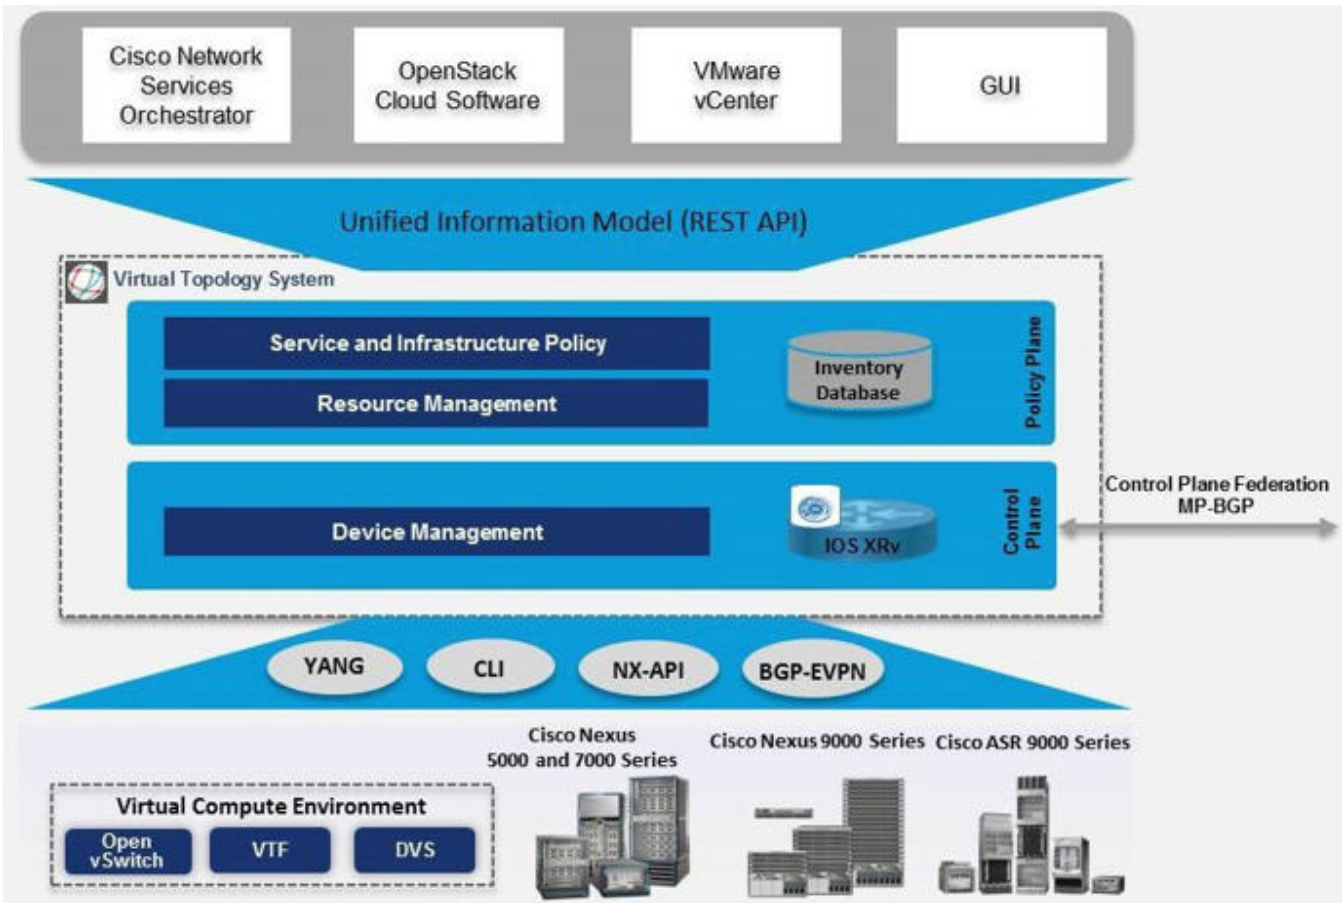 Cisco Network
Services
Orchestrator
OpenStack
Cloud Software
VMware
vCenter
GUI
Unified Information Model (REST API)
Virtual Topology System
Service and Infrastructure Policy
Resource Management
Inventory
Database
Policy Plane
Device Management
IOS XRv
Control
Plane
Control Plane Federation
MP-BGP
YANG
CLI
NX-API
BGP-EVPN
Cisco Nexus
5000 and 7000 Series
Cisco Nexus 9000 Series
Cisco ASR 9000 Series
Virtual Compute Environment
Open
vSwitch
VTF
DVS